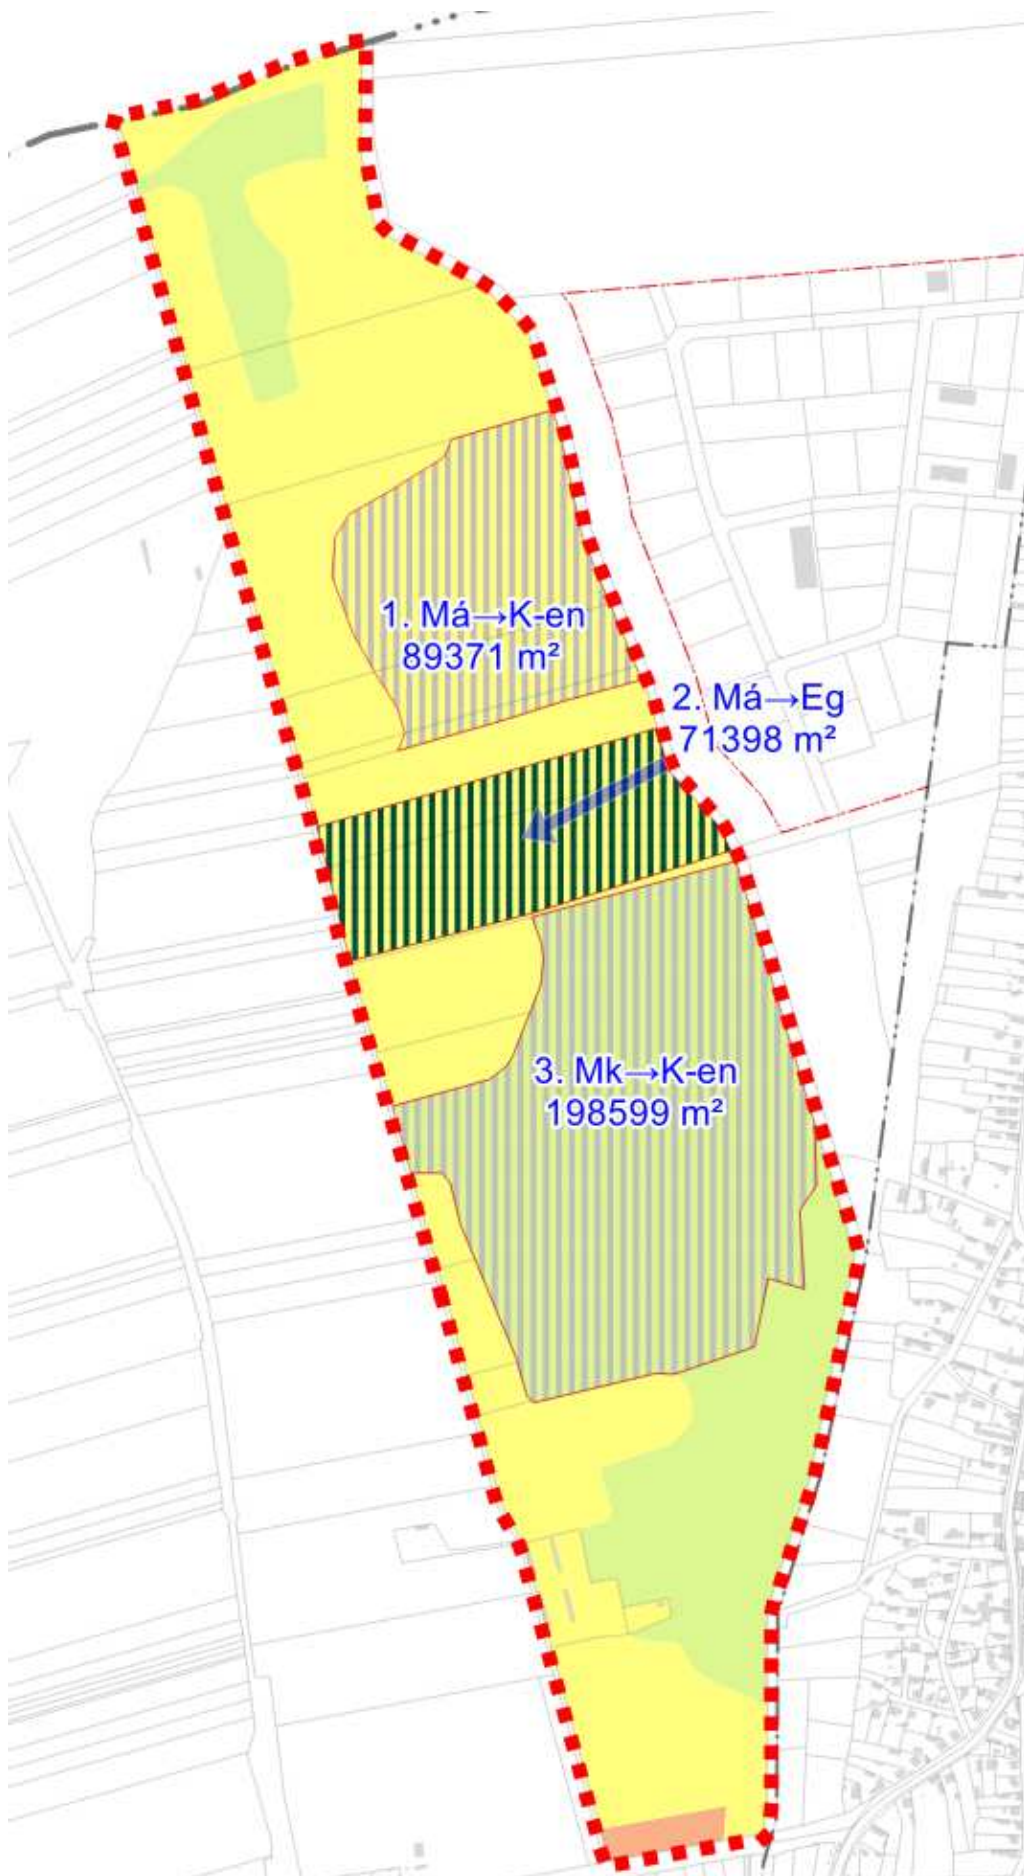 1. Má→K-en
89371 m²
2. Má→Eg
71398 m²
3. Mk→K-en
198599 m²